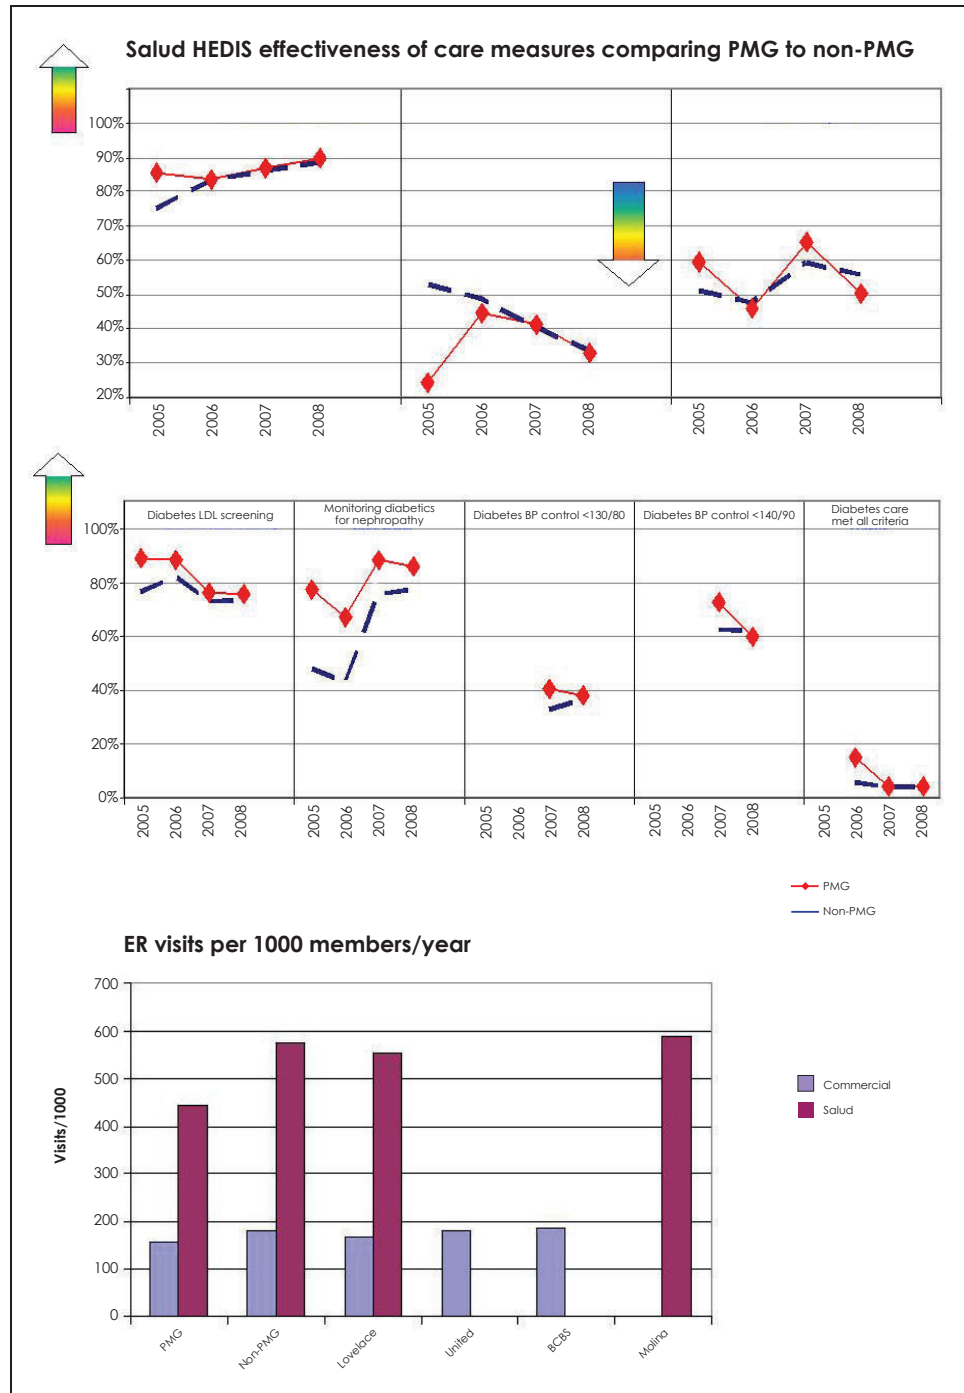 Salud HEDIS effectiveness of care measures comparing PMG to non-PMG
100%
90%
80%
70%
60%
50%
40%
30%
20%
2005 2006 2007 2008 2005 2006 2007 2008 2005 2006 2007 2008
Diabetes LDL screening
Monitoring diabetics
for nephropathy
Diabetes BP control <130/80
Diabetes BP control <140/90
Diabetes care
met all criteria
100%
80%
60%
40%
20%
0%
2005 2006 2007 2008 2005 2006 2007 2008 2005 2006 2007 2008 2005 2006 2007 2008 2005 2006 2007 2008
PMG
Non-PMG
ER visits per 1000 members/year
Visits/1000
700
600
500
400
300
200
100
0
PMG Non-PMG Lovelace United BCBS Molina
Commercial
Salud